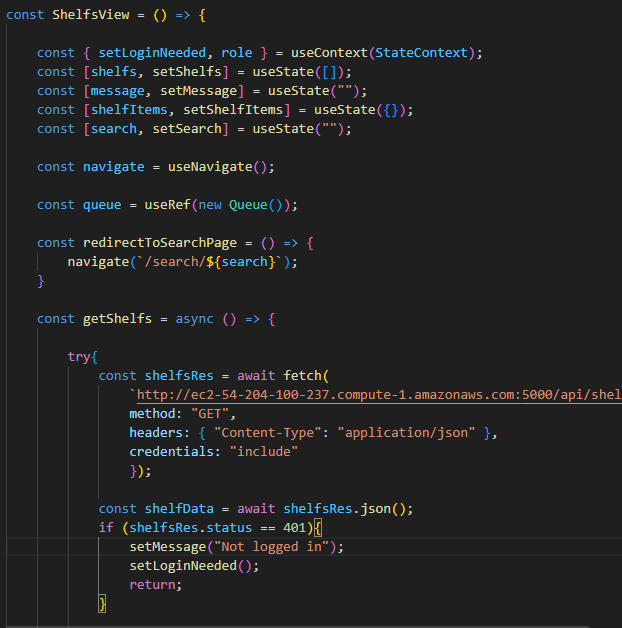 const ShelfsView = () => {
const { setLoginNeeded, role } = useContext(StateContext);
const [shelfs, setShelfs] = useState([]);
const [message, setMessage] = useState("");
const [shelfItems, setShelfItems] = useState({});
const [search, setSearch] = useState("");
const navigate = useNavigate();
const queue = useRef(new Queue());
const redirectToSearchPage = () => {
navigate(`/search/${search}`);
}
const getShelfs = async () => {
try{
const shelfsRes = await fetch(
`http://ec2-54-204-100-237.compute-1.amazonaws.com:5000/api/shel
method: "GET",
headers: { "Content-Type": "application/json" },
credentials: "include"
});
const shelfData = await shelfsRes.json();
if (shelfsRes.status == 401){
setMessage("Not logged in");
setLoginNeeded();
return;
}